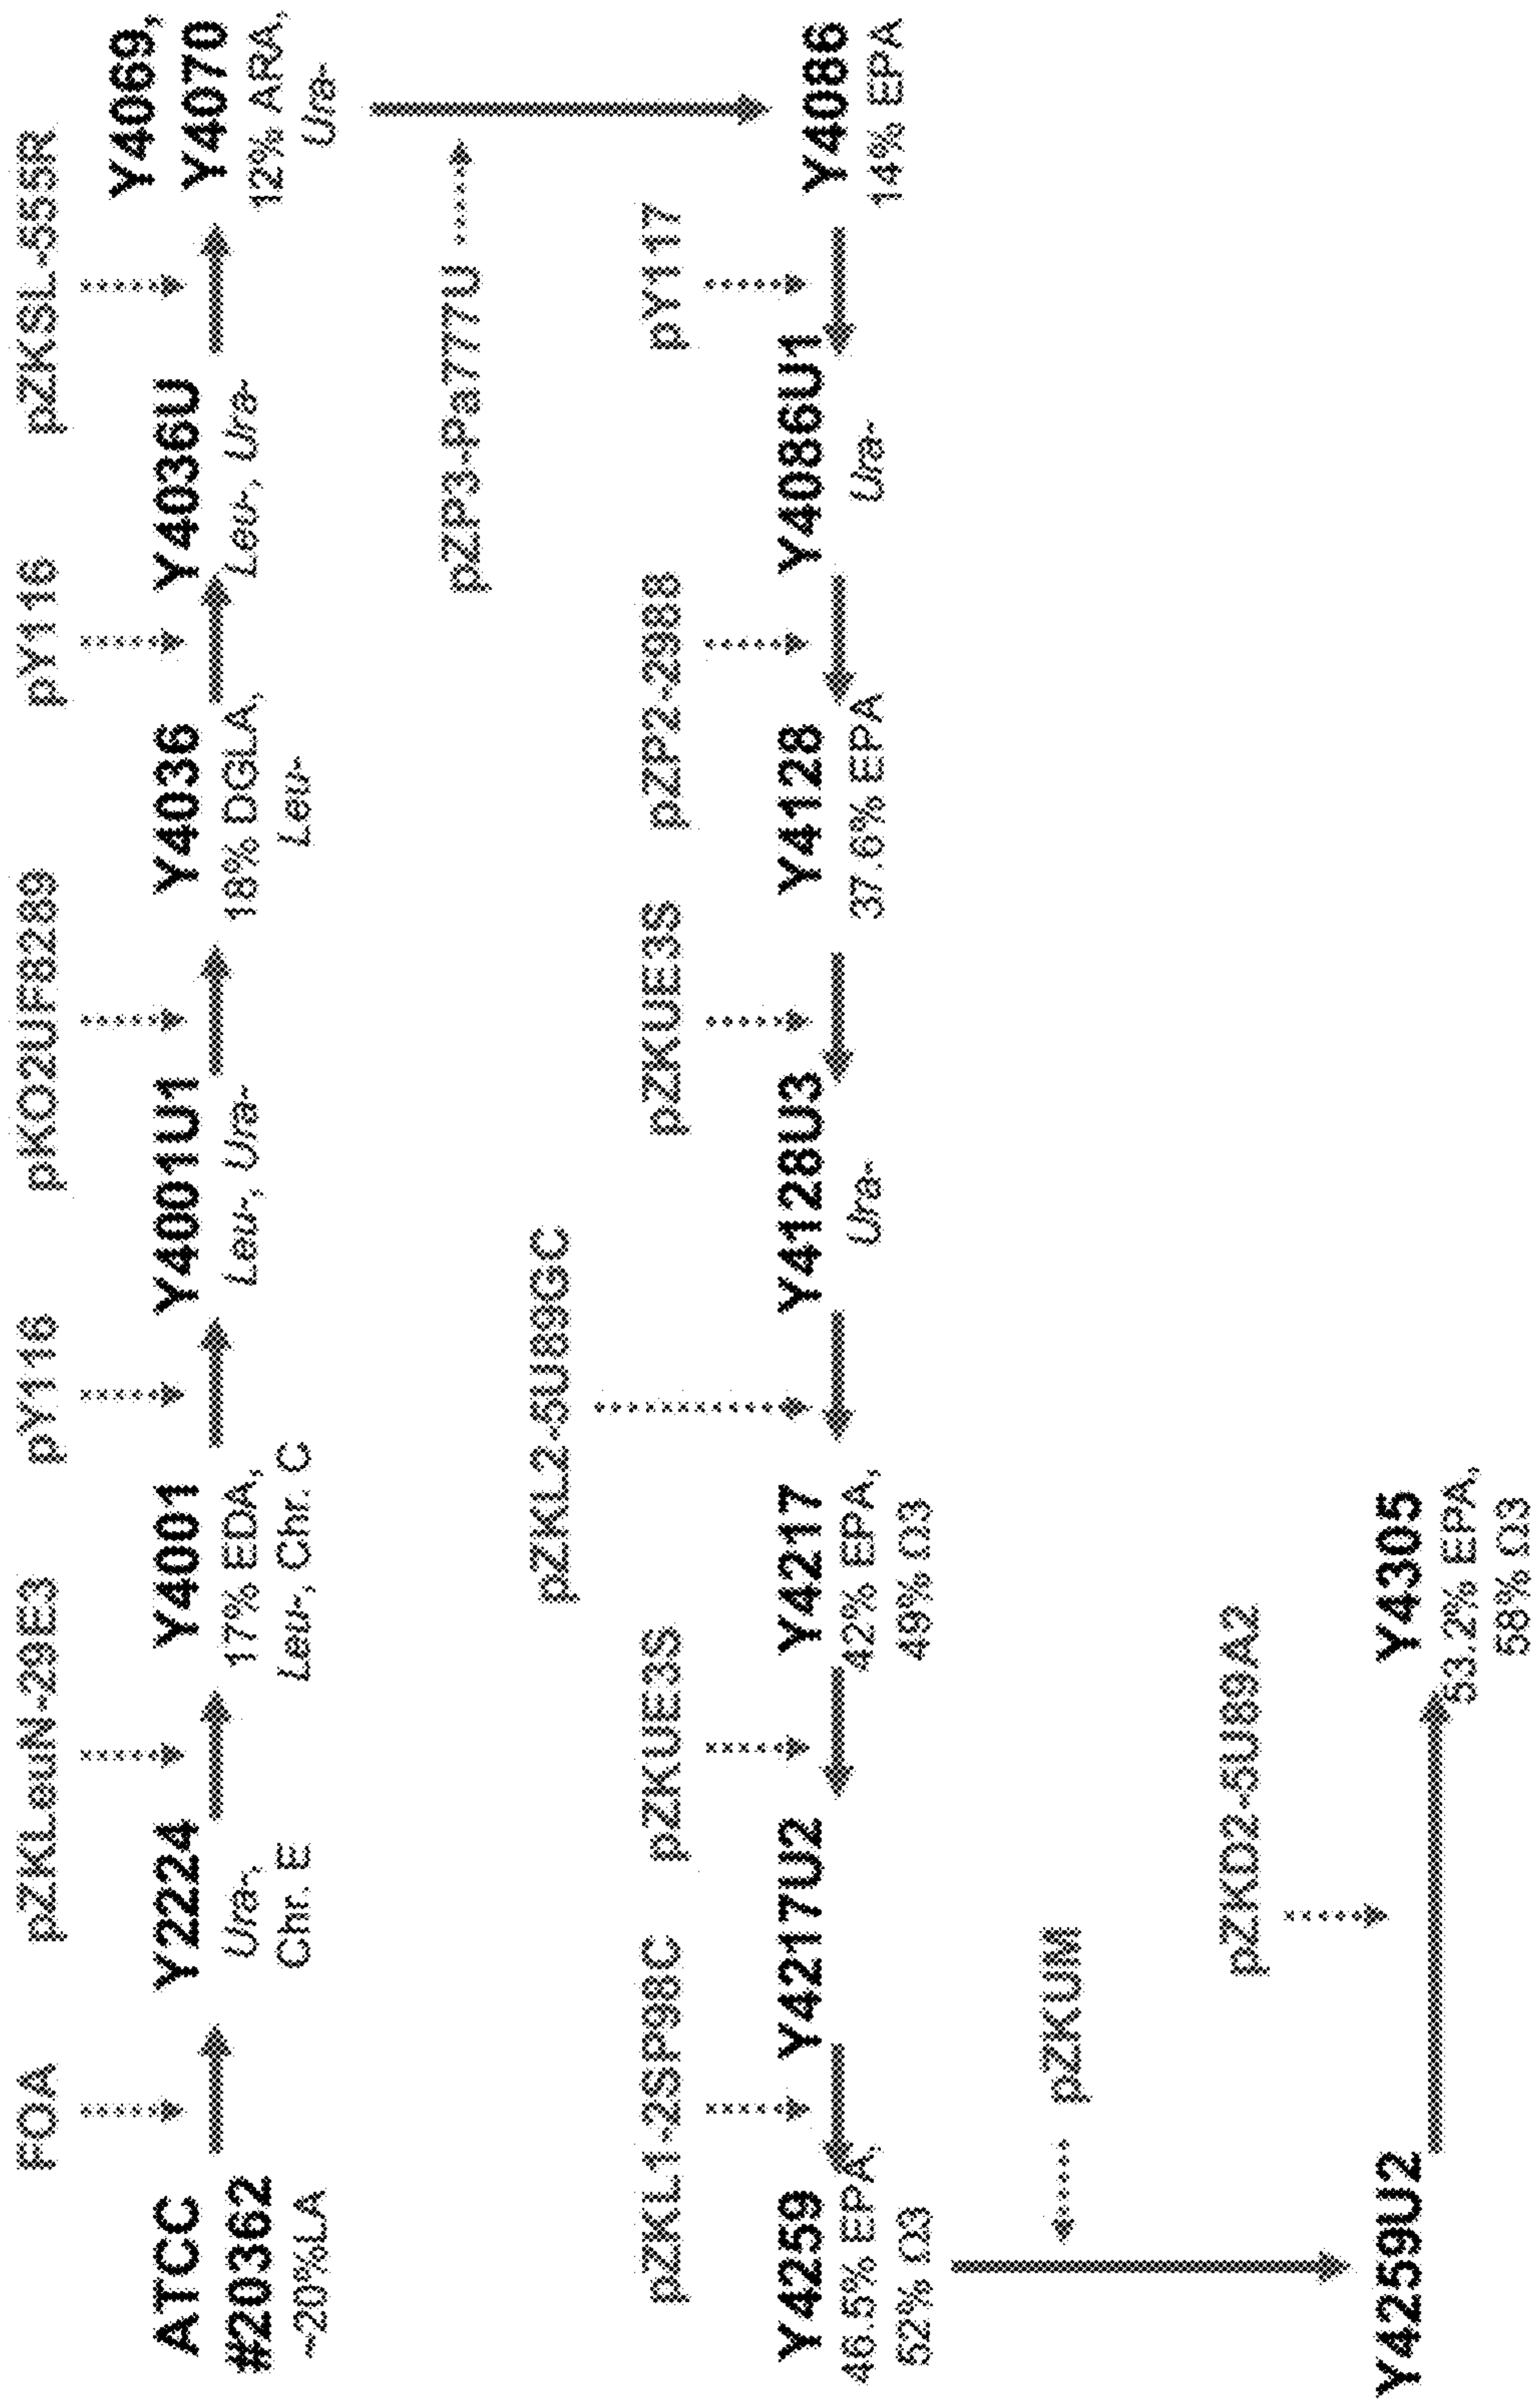 FOA
pZKLeuN-29E3
pY116
pKO2UF8289
pY116
pZKSL-555R
ATCC
#20362
~20%LA
Y2224
Ura-,
Chr. E
Y4001
17% EDA,
Leu-, Chr. C
Y4001U1
Leu-, Ura-
Y4036
18% DGLA,
Leu-
Y4036U
Leu-, Ura-
Y4069,
Y4070
12% ARA,
Ura-
pZP3-Pa777U
pZKL2-5U89GC
pZKL1-2SP98C
pZKUE3S
pZKUE3S
pZP2-2988
pY117
Y4259
46.5% EPA,
52% Ω3
Y4217U2
Y4217
42% EPA,
49% Ω3
Y4128U3
Ura-
Y4128
37.6% EPA
Y4086U1
Ura-
Y4086
14% EPA
pZKUM
pZKD2-5U89A2
Y4259U2
Y4305
53.2% EPA,
58% Ω3